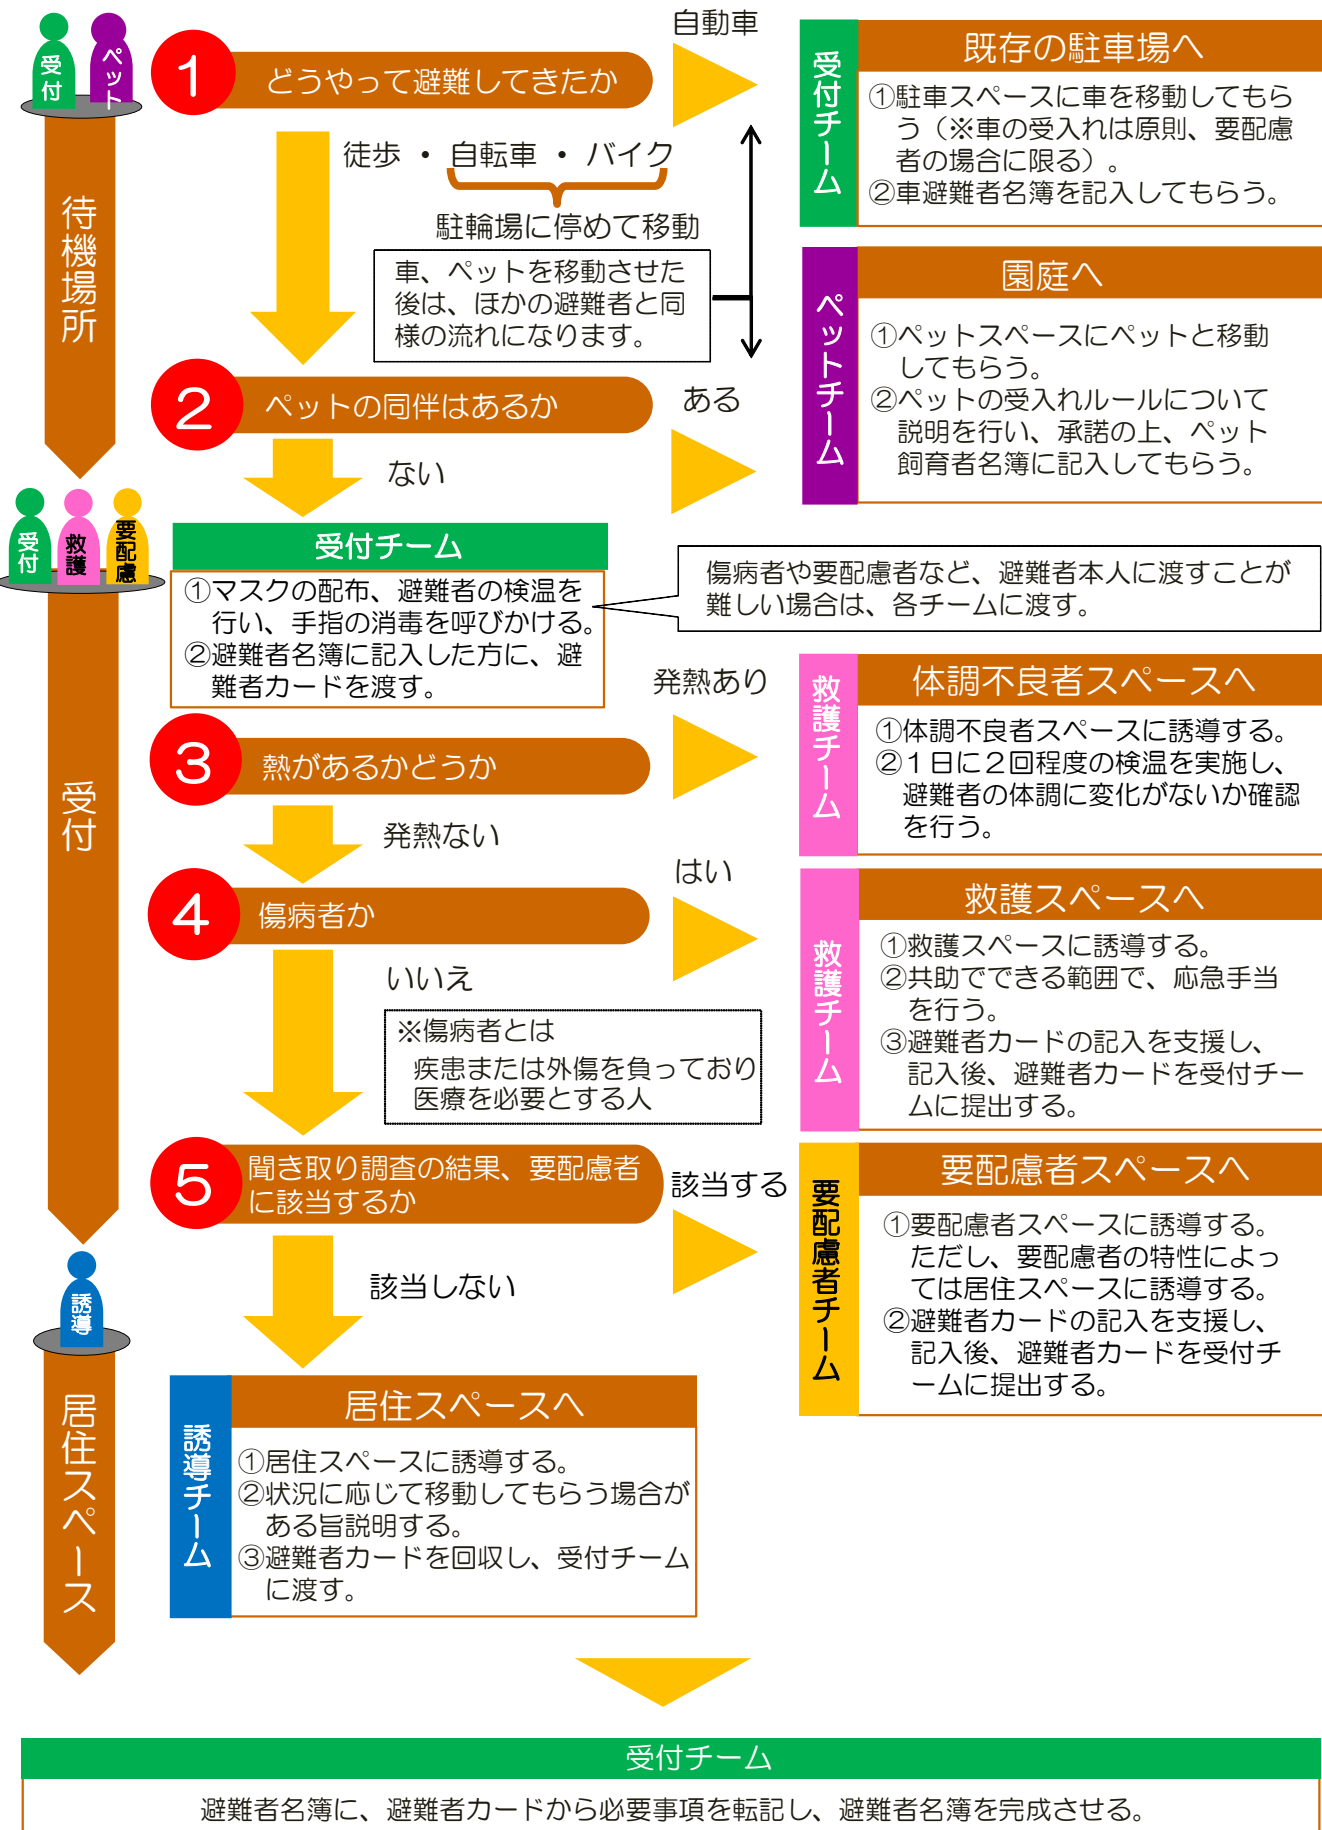 受付
ペット
1
どうやって避難してきたか
自動車
徒歩 ・ 自転車 ・ バイク
駐輪場に停めて移動
車、ペットを移動させた
後は、ほかの避難者と同
様の流れになります。
受付チーム
既存の駐車場へ
①駐車スペースに車を移動してもら
う（※車の受入れは原則、要配慮
者の場合に限る）。
②車避難者名簿を記入してもらう。
待機場所
2
ペットの同伴はあるか
ある
ない
ペットチーム
園庭へ
①ペットスペースにペットと移動
してもらう。
②ペットの受入れルールについて
説明を行い、承諾の上、ペット
飼育者名簿に記入してもらう。
受付
救護
要配慮
受付チーム
①マスクの配布、避難者の検温を
行い、手指の消毒を呼びかける。
②避難者名簿に記入した方に、避
難者カードを渡す。
傷病者や要配慮者など、避難者本人に渡すことが
難しい場合は、各チームに渡す。
受付
3
熱があるかどうか
発熱あり
発熱ない
救護チーム
体調不良者スペースへ
①体調不良者スペースに誘導する。
②１日に２回程度の検温を実施し、
避難者の体調に変化がないか確認
を行う。
4
傷病者か
はい
いいえ
※傷病者とは
疾患または外傷を負っており
医療を必要とする人
救護チーム
救護スペースへ
①救護スペースに誘導する。
②共助でできる範囲で、応急手当
を行う。
③避難者カードの記入を支援し、
記入後、避難者カードを受付チー
ムに提出する。
5
聞き取り調査の結果、要配慮者
に該当するか
該当する
該当しない
要配慮者チーム
要配慮者スペースへ
①要配慮者スペースに誘導する。
ただし、要配慮者の特性によっ
ては居住スペースに誘導する。
②避難者カードの記入を支援し、
記入後、避難者カードを受付チ
ームに提出する。
誘導
居住スペース
誘導チーム
居住スペースへ
①居住スペースに誘導する。
②状況に応じて移動してもらう場合が
ある旨説明する。
③避難者カードを回収し、受付チーム
に渡す。
受付チーム
避難者名簿に、避難者カードから必要事項を転記し、避難者名簿を完成させる。